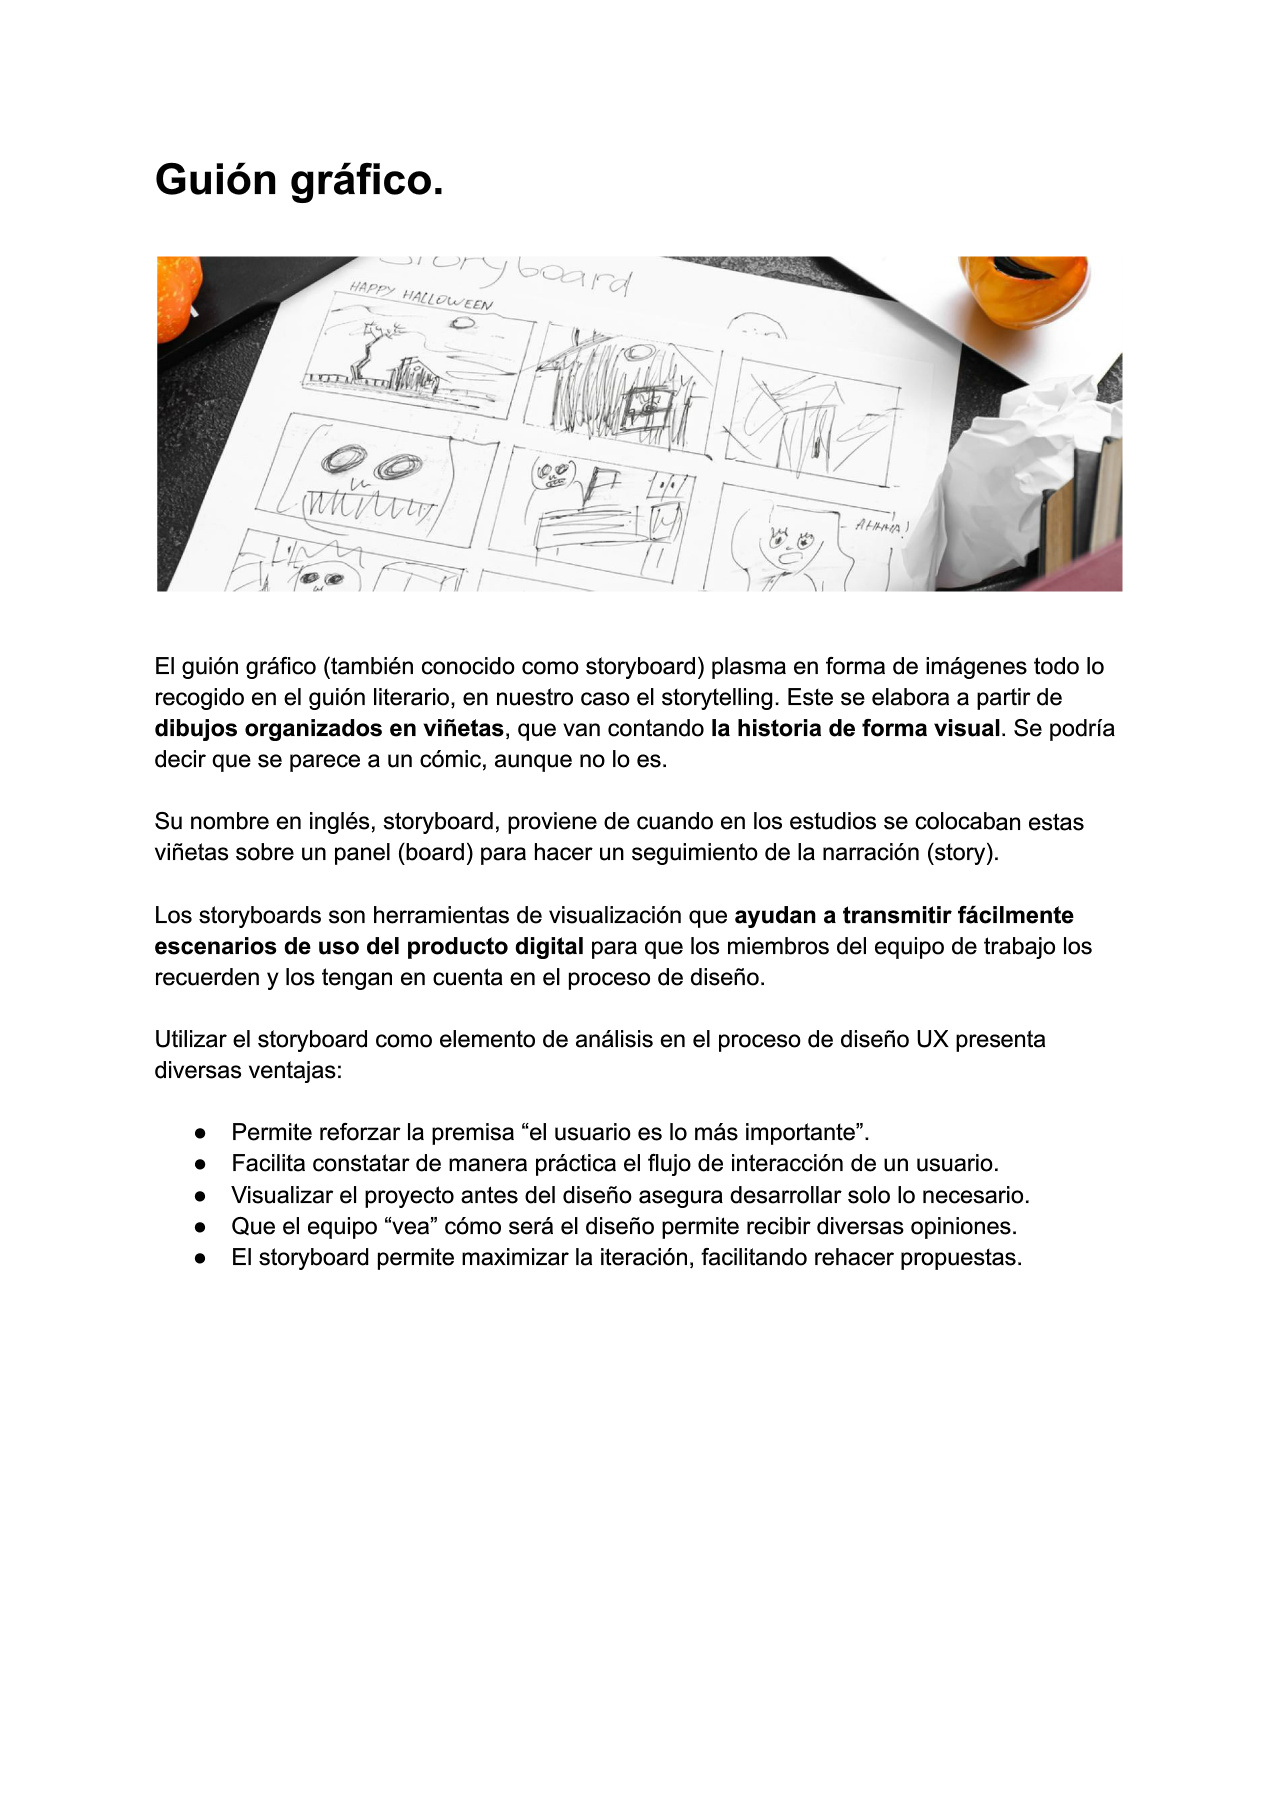 Guión gráfico.
Storyboard
HAPPY HALLOWEEN
AHHHA!
El guión gráfico (también conocido como storyboard) plasma en forma de imágenes todo lo
recogido en el guión literario, en nuestro caso el storytelling. Este se elabora a partir de
dibujos organizados en viñetas, que van contando la historia de forma visual. Se podría
decir que se parece a un cómic, aunque no lo es.
Su nombre en inglés, storyboard, proviene de cuando en los estudios se colocaban estas
viñetas sobre un panel (board) para hacer un seguimiento de la narración (story).
Los storyboards son herramientas de visualización que ayudan a transmitir fácilmente
escenarios de uso del producto digital para que los miembros del equipo de trabajo los
recuerden y los tengan en cuenta en el proceso de diseño.
Utilizar el storyboard como elemento de análisis en el proceso de diseño UX presenta
diversas ventajas:
● Permite reforzar la premisa “el usuario es lo más importante”.
● Facilita constatar de manera práctica el flujo de interacción de un usuario.
● Visualizar el proyecto antes del diseño asegura desarrollar solo lo necesario.
● Que el equipo “vea” cómo será el diseño permite recibir diversas opiniones.
● El storyboard permite maximizar la iteración, facilitando rehacer propuestas.